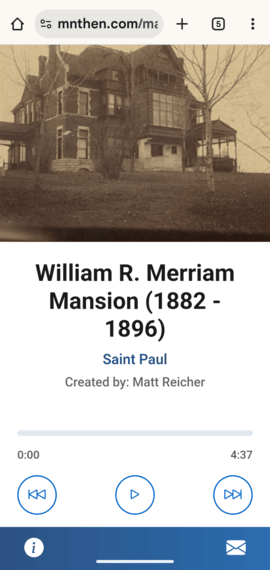 mnthen.com/ma
5
William R. Merriam
Mansion (1882 -
1896)
Saint Paul
Created by: Matt Reicher
0:00
4:37